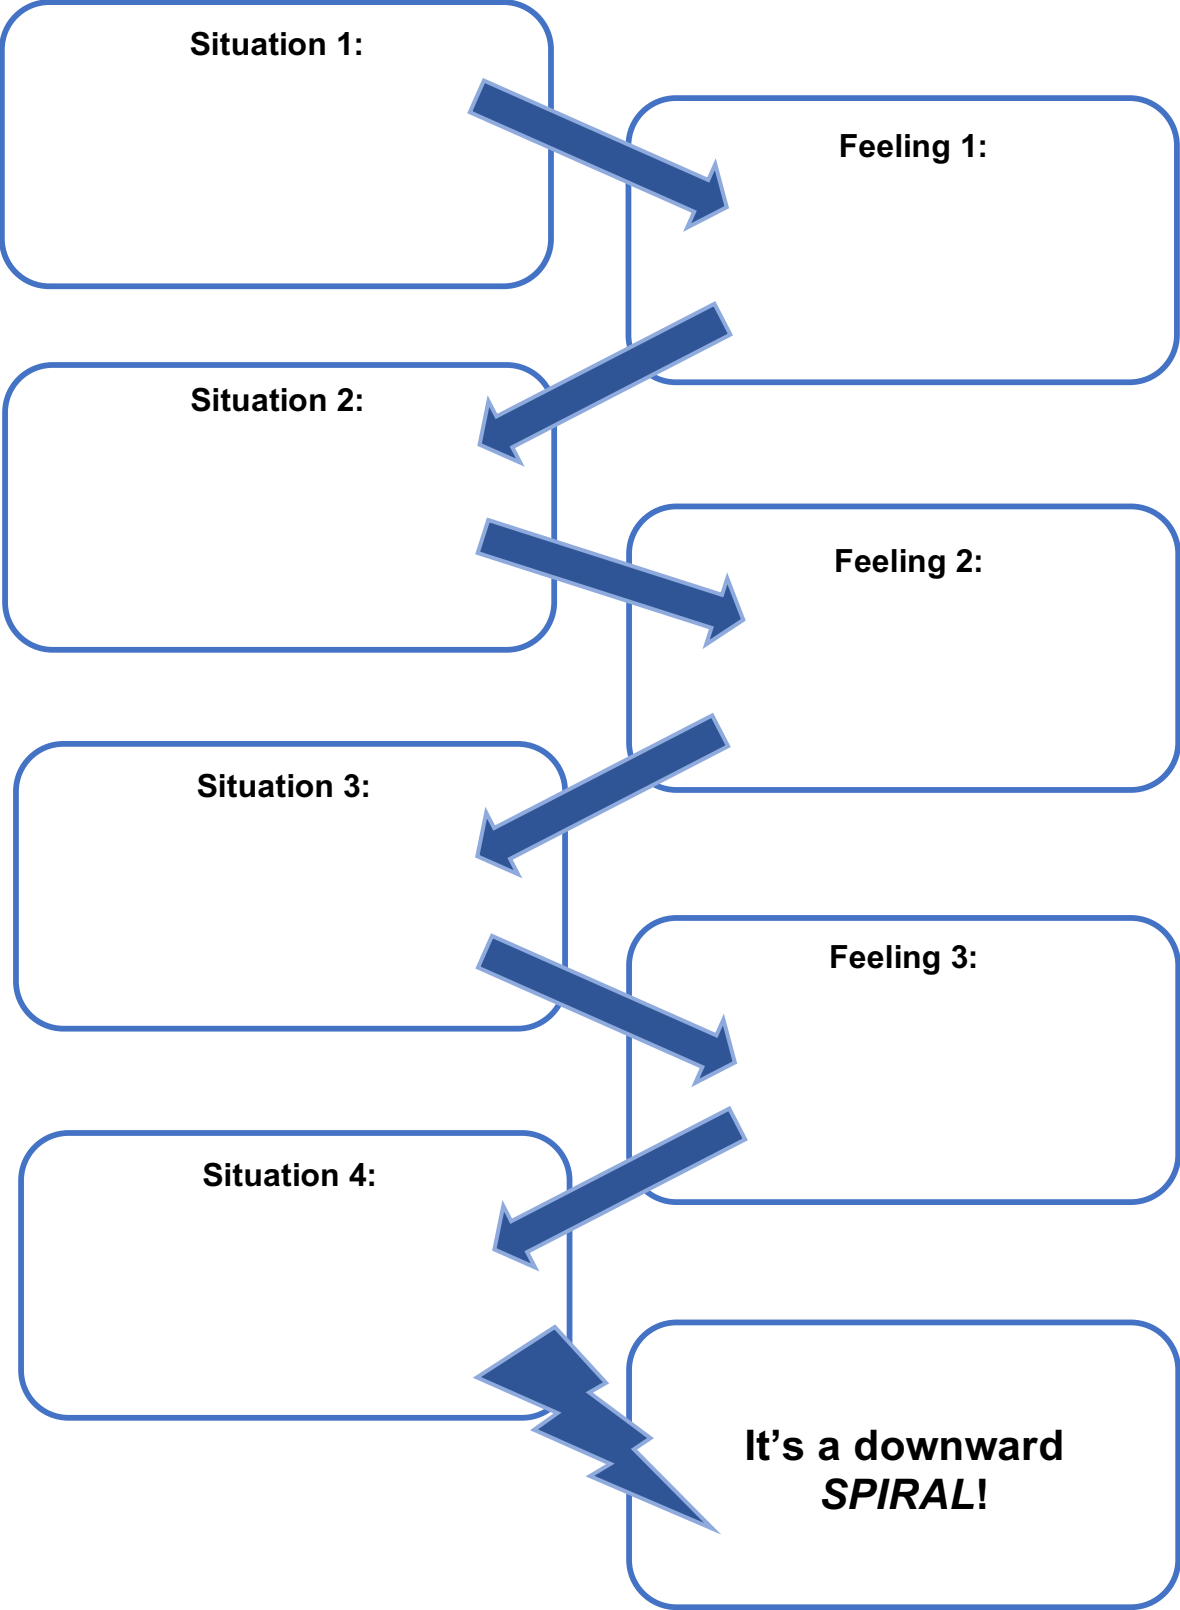 Situation 1:
Feeling 1:
Situation 2:
Feeling 2:
Situation 3:
Feeling 3:
Situation 4:
It’s a downward
SPIRAL!